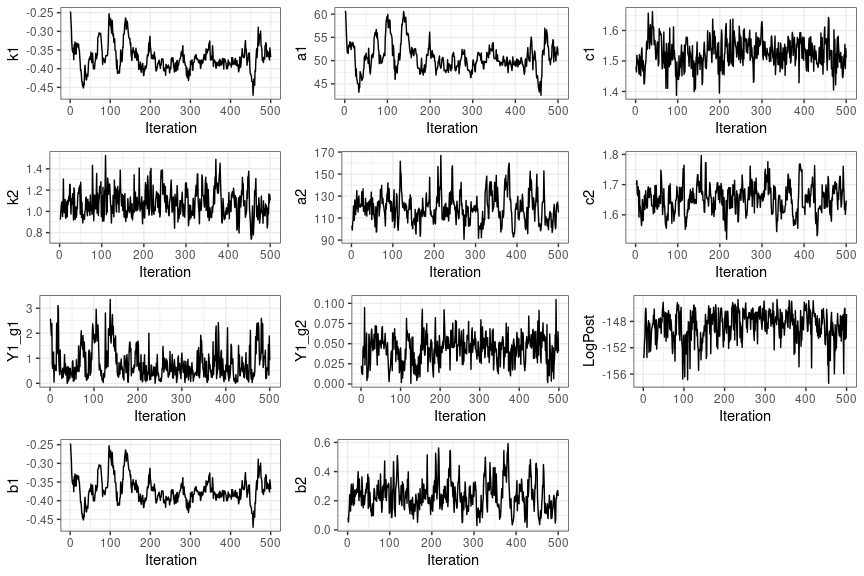 k1
-0.25
-0.30
-0.35
-0.40
-0.45
0 100 200 300 400 500
Iteration
a1
60
55
50
45
0 100 200 300 400 500
Iteration
c1
1.6
1.5
1.4
0 100 200 300 400 500
Iteration
k2
1.4
1.2
1.0
0.8
0 100 200 300 400 500
Iteration
a2
170
150
130
110
90
0 100 200 300 400 500
Iteration
c2
1.8
1.7
1.6
0 100 200 300 400 500
Iteration
Y1_g1
3
2
1
0
0 100 200 300 400 500
Iteration
Y1_g2
0.100
0.075
0.050
0.025
0.000
0 100 200 300 400 500
Iteration
LogPost
-148
-152
-156
0 100 200 300 400 500
Iteration
b1
-0.25
-0.30
-0.35
-0.40
-0.45
0 100 200 300 400 500
Iteration
b2
0.6
0.4
0.2
0.0
0 100 200 300 400 500
Iteration